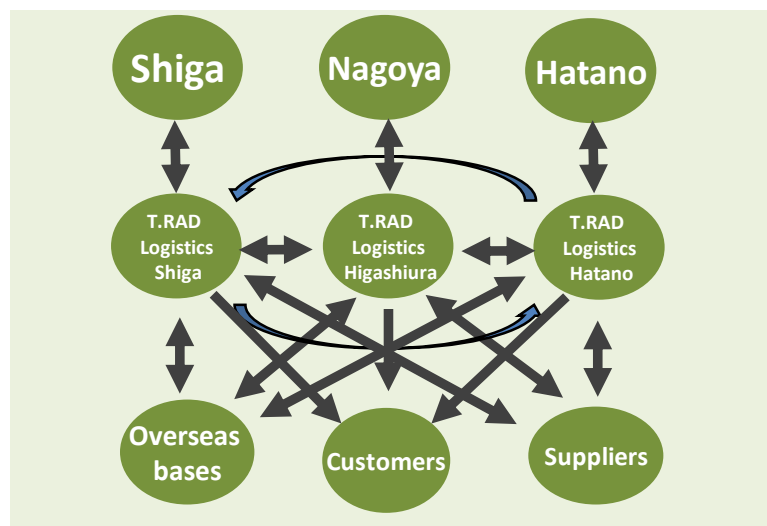 Shiga
Nagoya
Hatano
T.RAD
Logistics
Shiga
T.RAD
Logistics
Higashiura
T.RAD
Logistics
Hatano
Overseas
bases
Customers
Suppliers